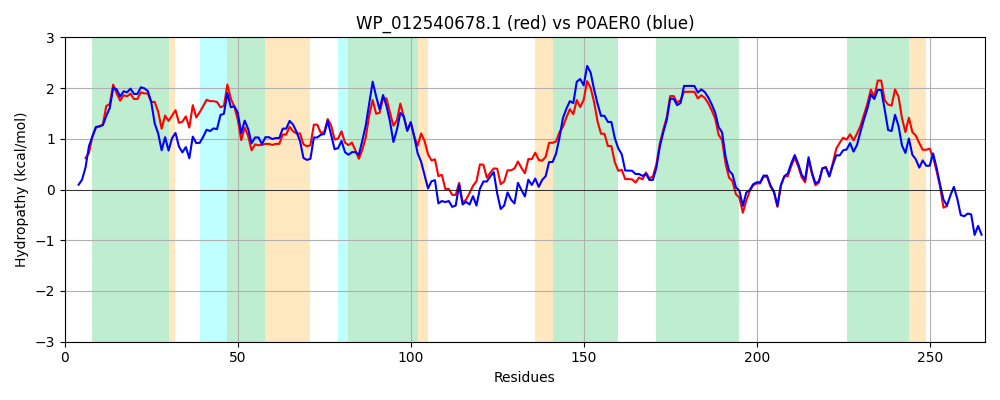 WP_012540678.1 (red) vs P0AER0 (blue)
Hydropathy (kcal/mol)
3
2
1
0
−1
−2
−3
0 50 100 150 200 250
Residues